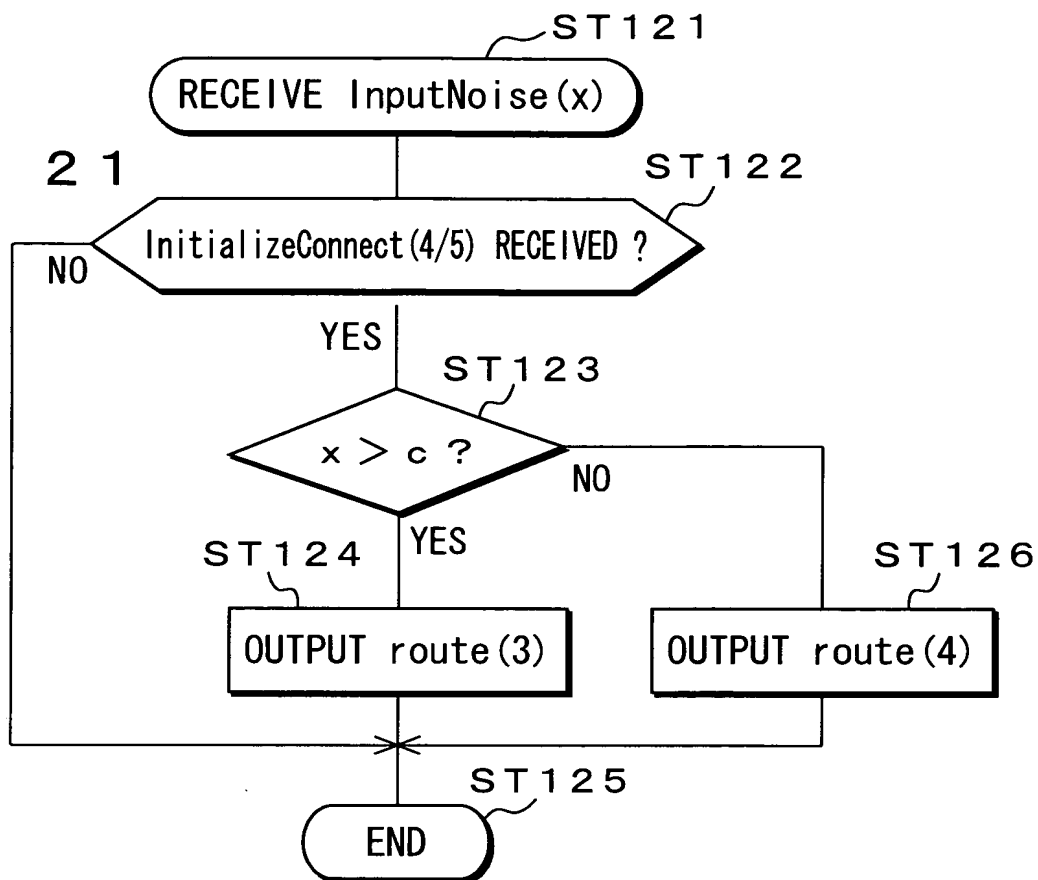 ST121
RECEIVE InputNoise(x)
21
ST122
InitializeConnect(4/5) RECEIVED ?
NO
YES
ST123
x > c ?
NO
YES
ST124
ST126
OUTPUT route(3)
OUTPUT route(4)
ST125
END